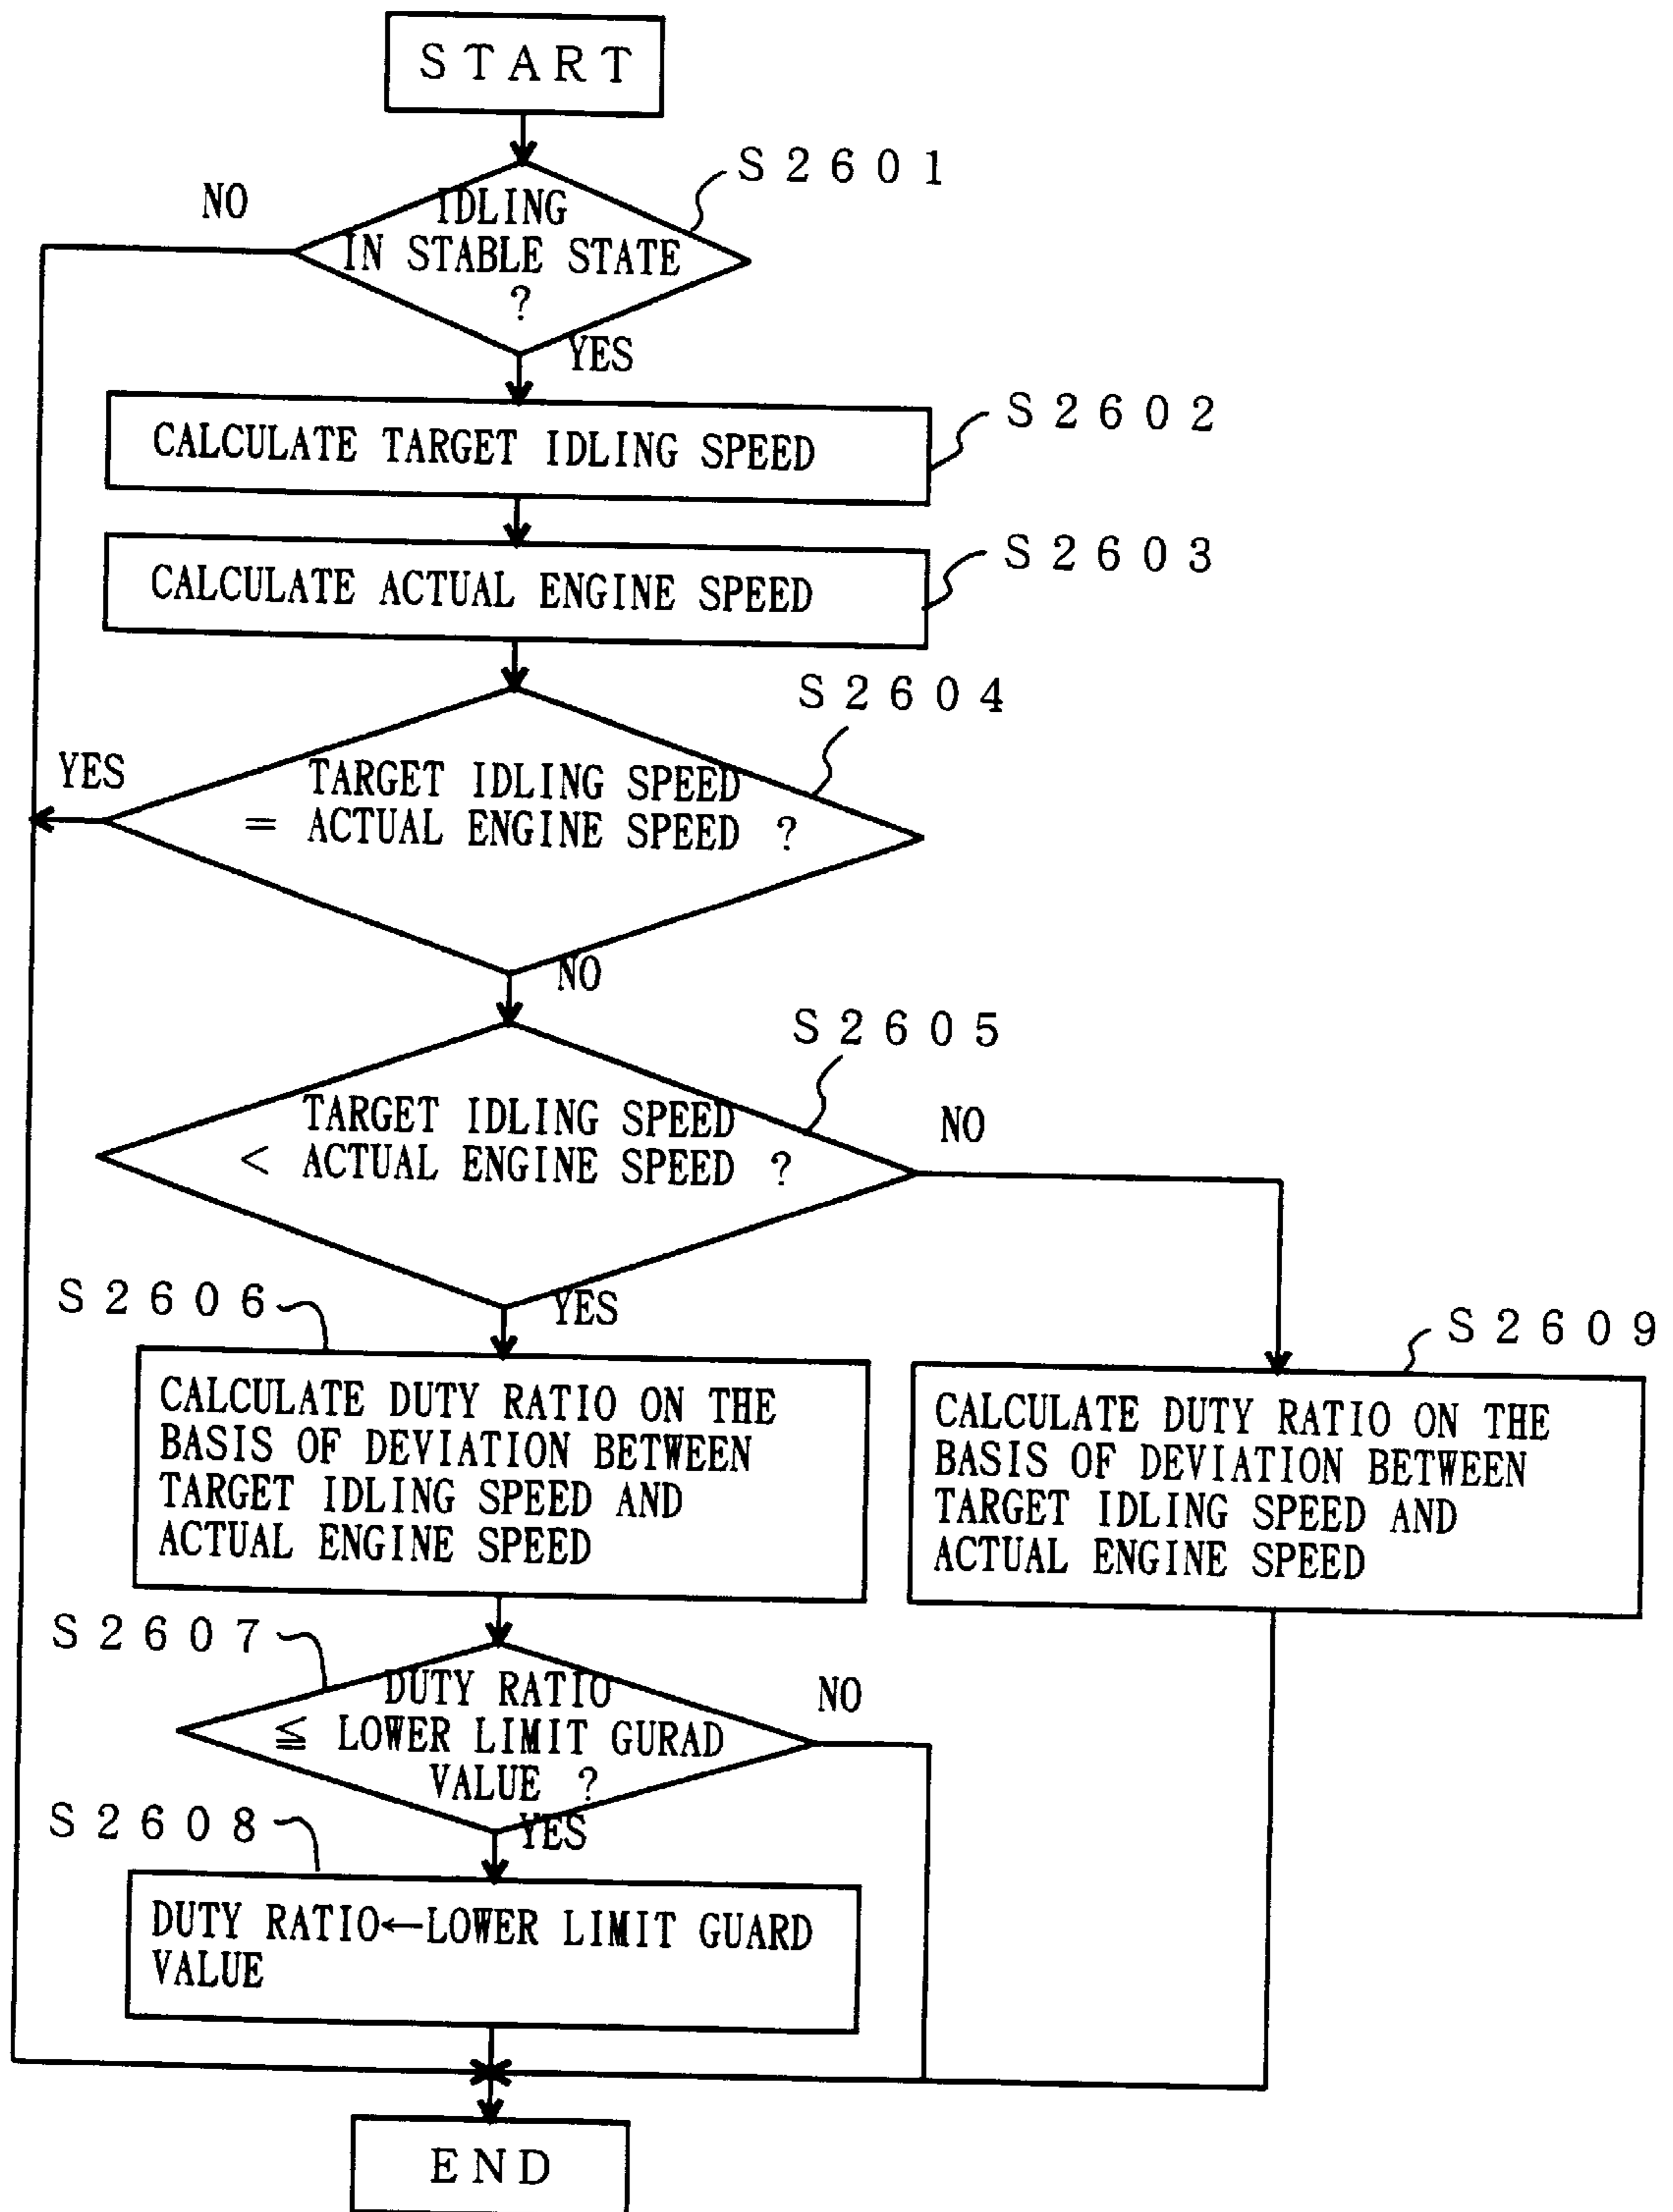 START
S2601
NO
IDLING
IN STABLE STATE
?
YES
S2602
CALCULATE TARGET IDLING SPEED
S2603
CALCULATE ACTUAL ENGINE SPEED
S2604
YES
TARGET IDLING SPEED
= ACTUAL ENGINE SPEED ?
NO
S2605
TARGET IDLING SPEED
< ACTUAL ENGINE SPEED ?
NO
YES
S2606
CALCULATE DUTY RATIO ON THE
BASIS OF DEVIATION BETWEEN
TARGET IDLING SPEED AND
ACTUAL ENGINE SPEED
S2609
CALCULATE DUTY RATIO ON THE
BASIS OF DEVIATION BETWEEN
TARGET IDLING SPEED AND
ACTUAL ENGINE SPEED
S2607
DUTY RATIO
≦ LOWER LIMIT GURAD
VALUE ?
NO
YES
S2608
DUTY RATIO←LOWER LIMIT GUARD
VALUE
END